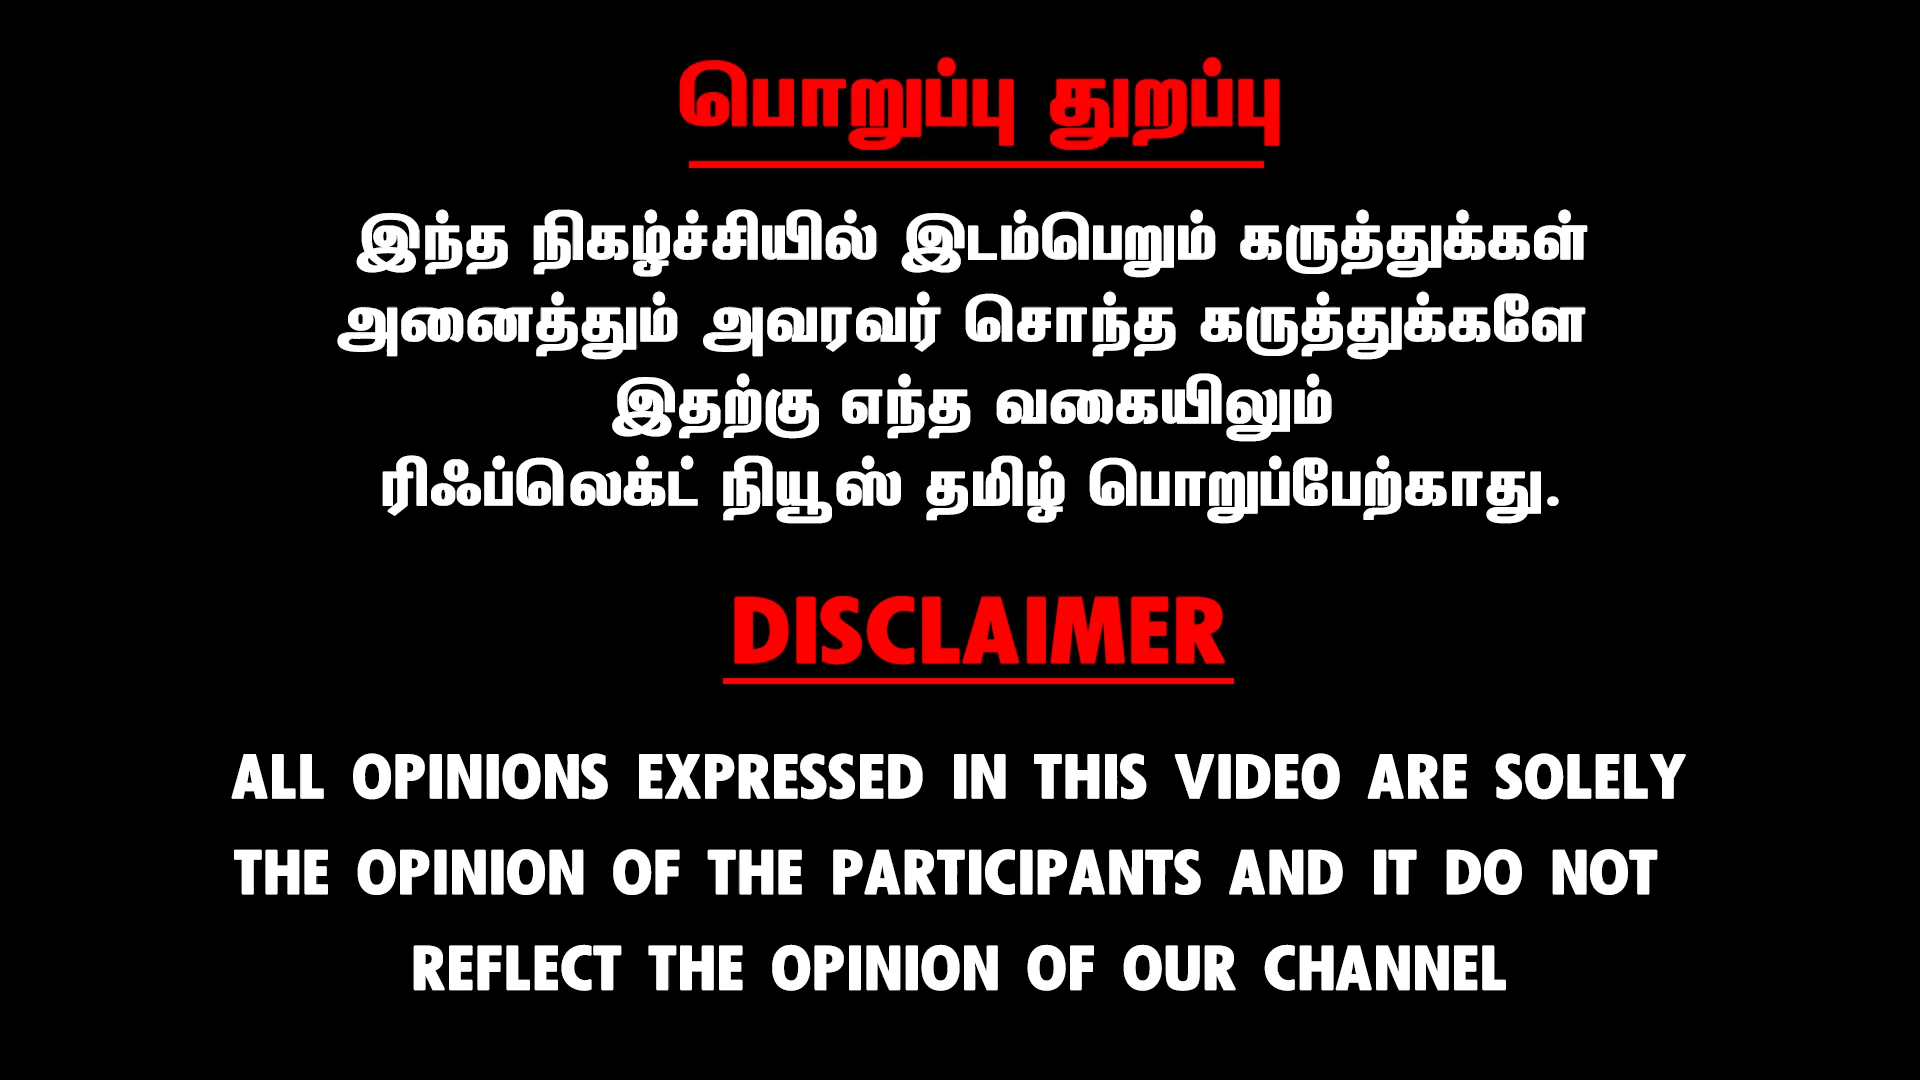 பொறுப்பு துறப்பு
இந்த நிகழ்ச்சியில் இடம்பெறும் கருத்துக்கள்
அனைத்தும் அவரவர் சொந்த கருத்துக்களே
இதற்கு எந்த வகையிலும்
ரிஃப்லெக்ட் நியூஸ் தமிழ் பொறுப்பேற்காது.
DISCLAIMER
ALL OPINIONS EXPRESSED IN THIS VIDEO ARE SOLELY
THE OPINION OF THE PARTICIPANTS AND IT DO NOT
REFLECT THE OPINION OF OUR CHANNEL